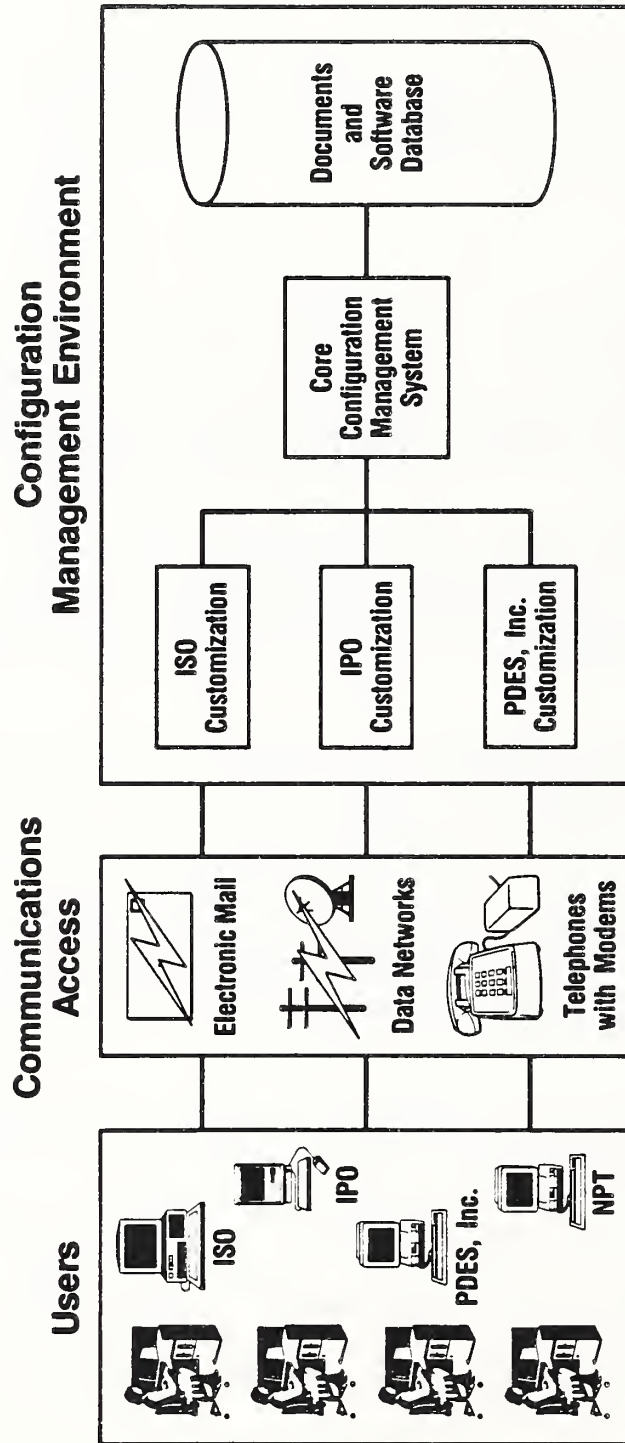 Users
ISO
IPO
PDES, Inc.
NPT
Communications
Access
Electronic Mail
Data Networks
Telephones
with Modems
Configuration
Management Environment
ISO
Customization
IPO
Customization
PDES, Inc.
Customization
Core
Configuration
Management
System
Documents
and
Software
Database